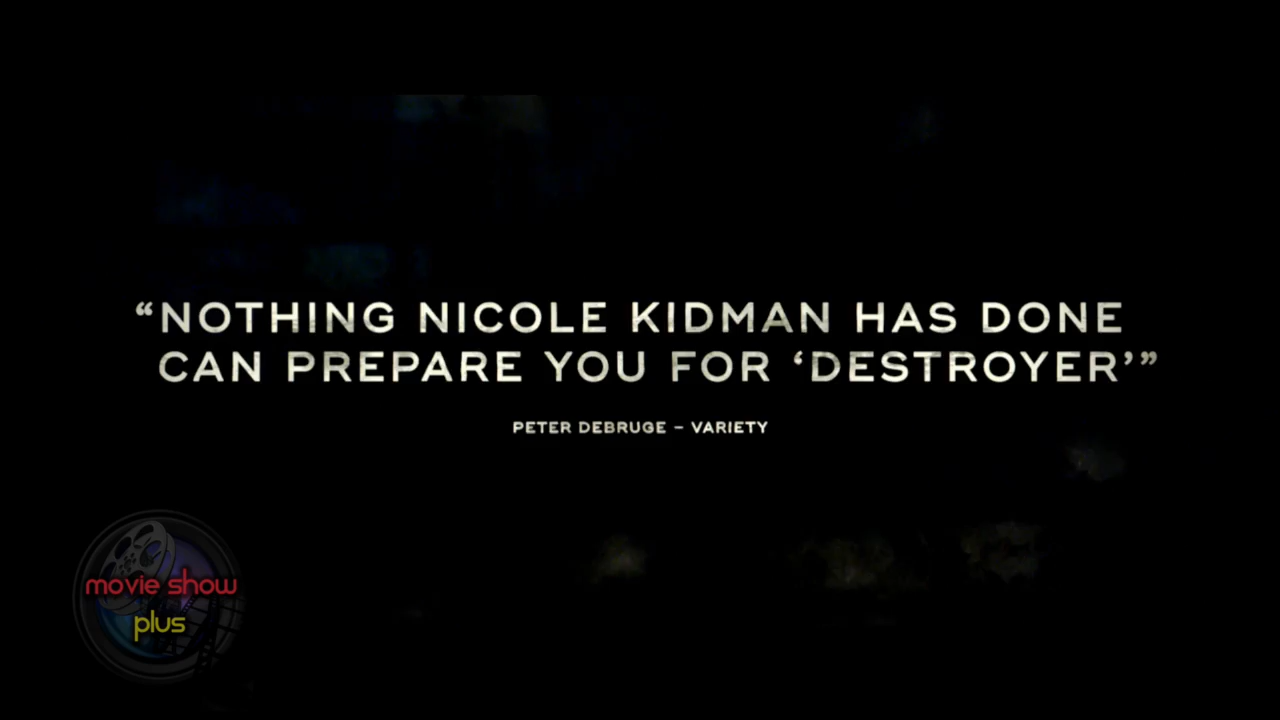 “NOTHING NICOLE KIDMAN HAS DONE
CAN PREPARE YOU FOR ‘DESTROYER’”
PETER DEBRUGE – VARIETY
movie show
plus